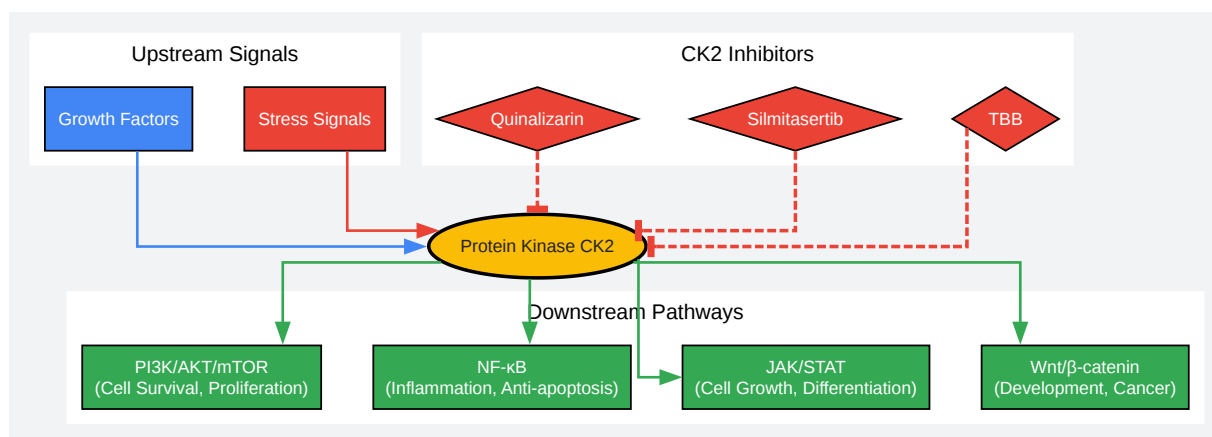 Upstream Signals
CK2 Inhibitors
Growth Factors
Stress Signals
Quinalizarin
Silmitasertib
TBB
Protein Kinase CK2
Downstream Pathways
PI3K/AKT/mTOR
(Cell Survival, Proliferation)
NF-κB
(Inflammation, Anti-apoptosis)
JAK/STAT
(Cell Growth, Differentiation)
Wnt/β-catenin
(Development, Cancer)